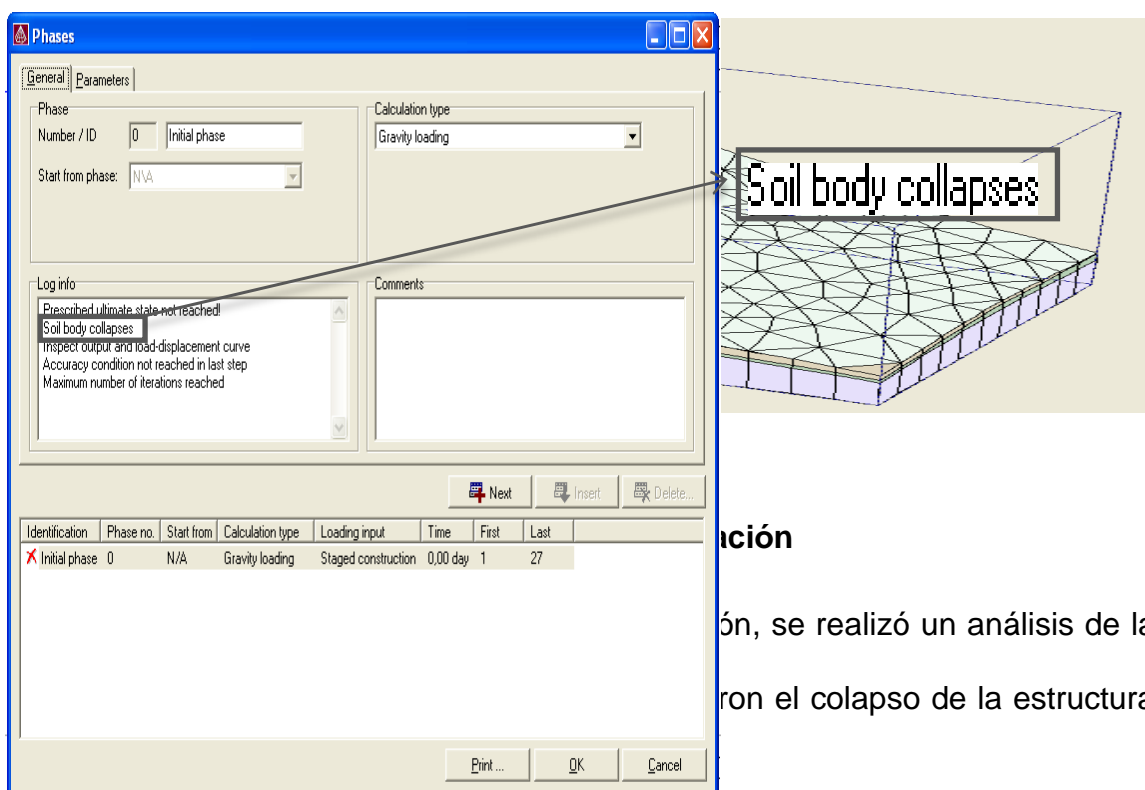 Phases
General Parameters
Phase
Number / ID 0 Initial phase
Start from phase: N\A
Calculation type
Gravity loading
Soil body collapses
Log info
Prescribed ultimate state not reached!
Soil body collapses
Inspect output and load-displacement curve
Accuracy condition not reached in last step
Maximum number of iterations reached
Comments
Next Insert Delete...
Identification Phase no. Start from Calculation type Loading input Time First Last
Initial phase 0 N/A Gravity loading Staged construction 0,00 day 1 27
ación
ón, se realizó un análisis de la
ron el colapso de la estructura
Print ... OK Cancel